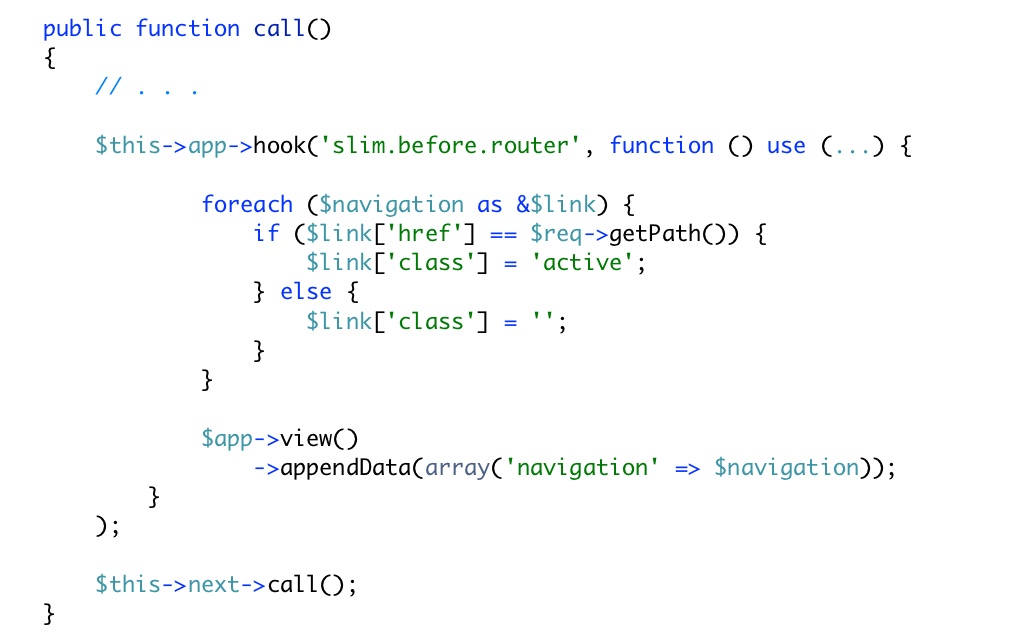 public function call()
{
    // . . .

    $this->app->hook('slim.before.router', function () use (...) {

            foreach ($navigation as &$link) {
                if ($link['href'] == $req->getPath()) {
                    $link['class'] = 'active';
                } else {
                    $link['class'] = '';
                }
            }

            $app->view()
                ->appendData(array('navigation' => $navigation));
        }
    );

    $this->next->call();
}